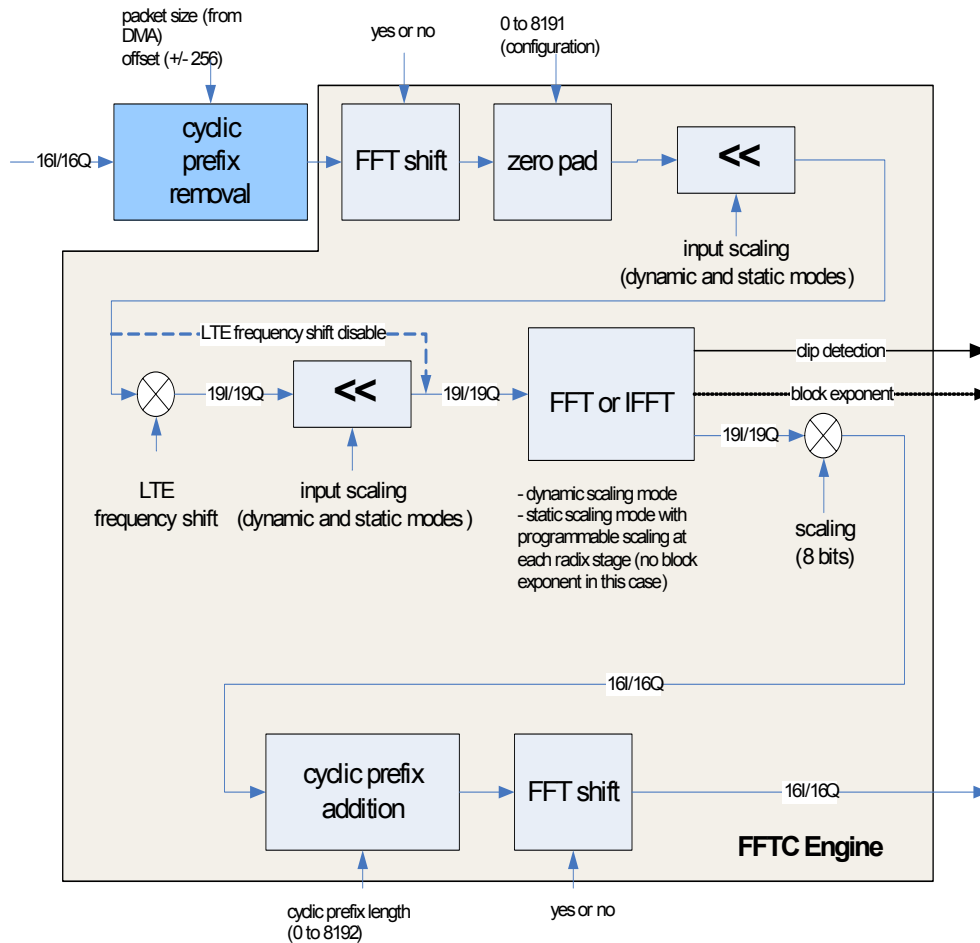 packet size (from
DMA)
offset (+/- 256)
yes or no
0 to 8191
(configuration)
16I/16Q
cyclic
prefix
removal
FFT shift
zero pad
<<
input scaling
(dynamic and static modes)
LTE frequency shift disable
19I/19Q
<<
19I/19Q
FFT or IFFT
clip detection
block exponent
19I/19Q
LTE
frequency shift
input scaling
(dynamic and static modes)
- dynamic scaling mode
- static scaling mode with
programmable scaling at
each radix stage (no block
exponent in this case)
scaling
(8 bits)
16I/16Q
cyclic prefix
addition
FFT shift
16I/16Q
FFTC Engine
cyclic prefix length
(0 to 8192)
yes or no